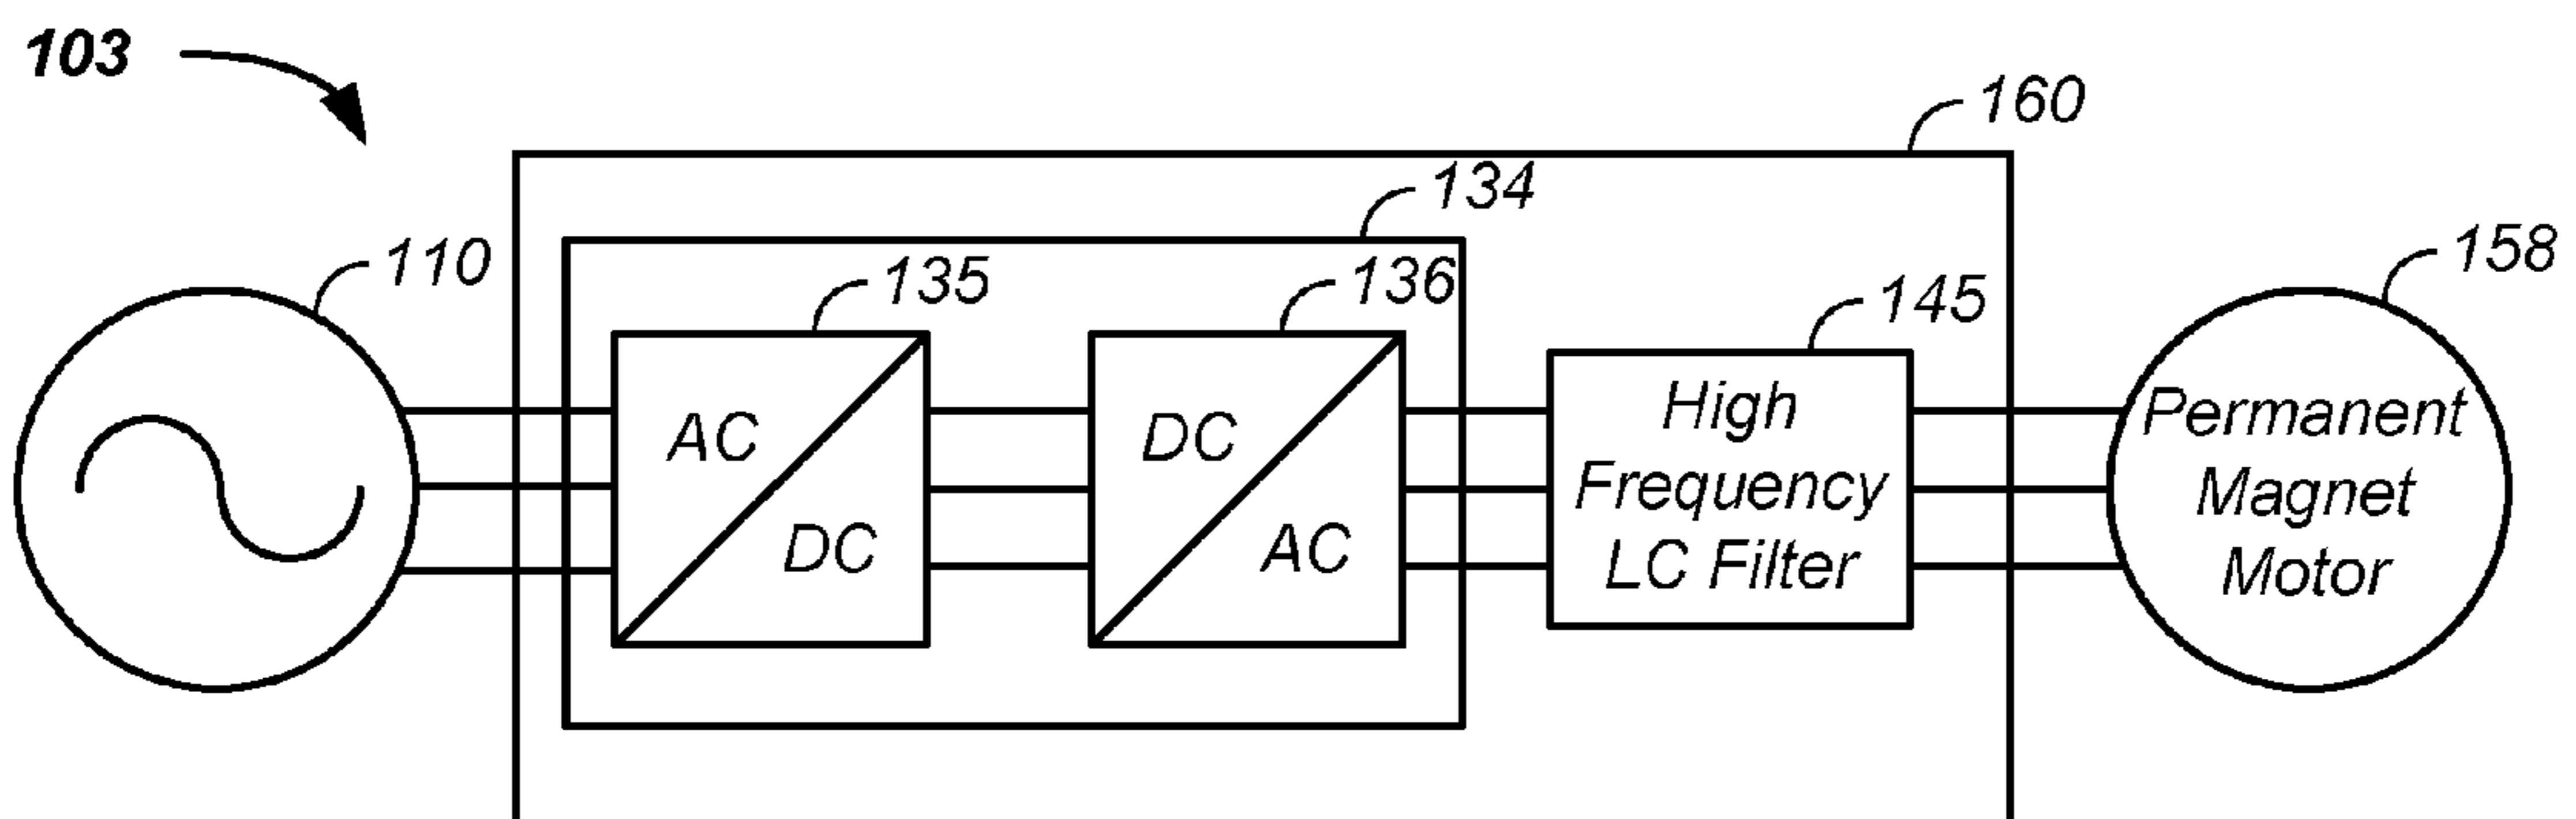 103
160
134
110
158
135
136
145
AC
DC
DC
AC
High
Frequency
LC Filter
Permanent
Magnet
Motor